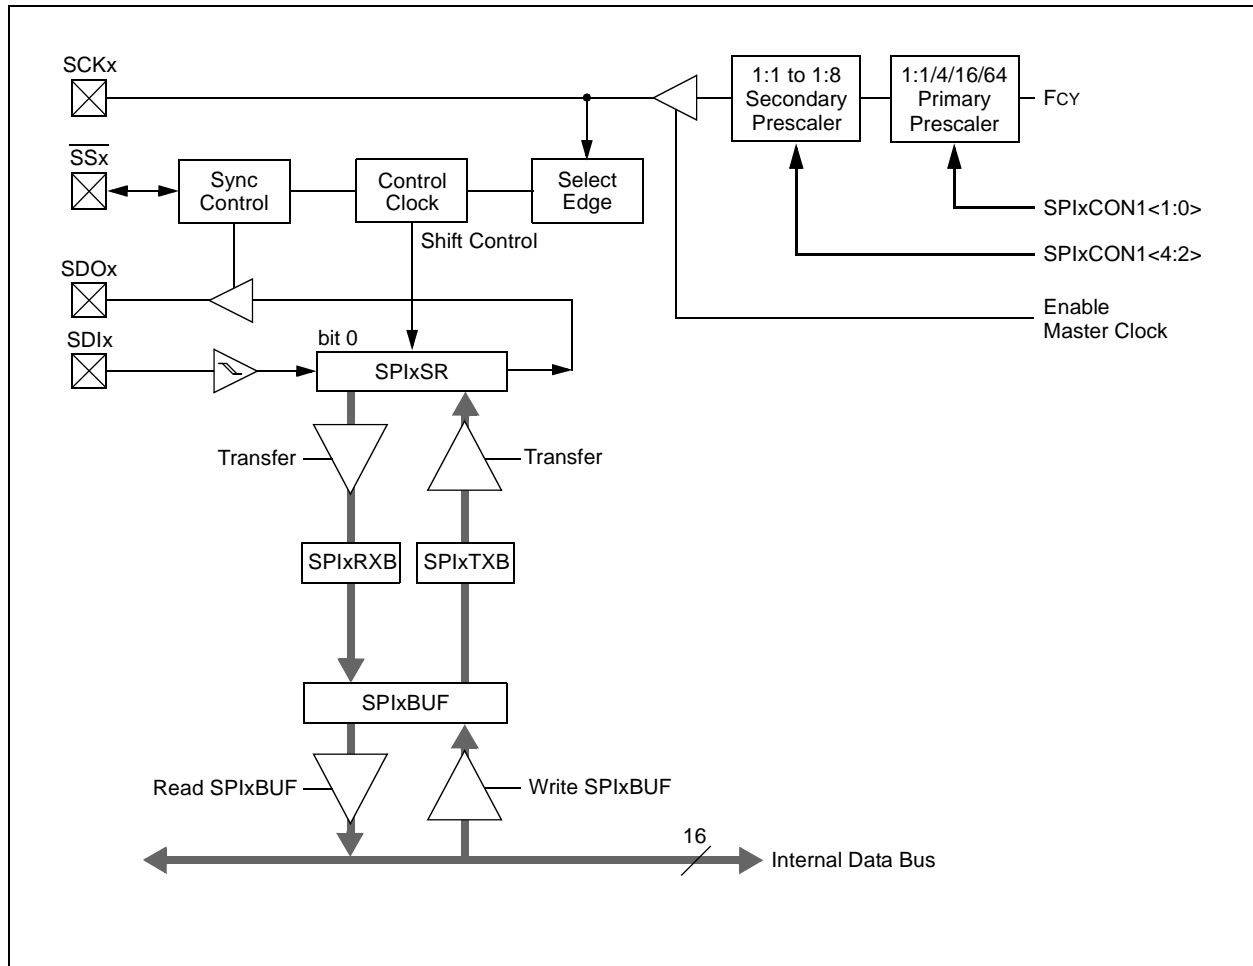 SCKx
1:1 to 1:8
Secondary
Prescaler
1:1/4/16/64
Primary
Prescaler
FCY
SSx
Sync
Control
Control
Clock
Select
Edge
SPIxCON1<1:0>
Shift Control
SPIxCON1<4:2>
SDOx
Enable
Master Clock
SDIx
bit 0
SPIxSR
Transfer
Transfer
SPIxRXB
SPIxTXB
SPIxBUF
Read SPIxBUF
Write SPIxBUF
16
Internal Data Bus